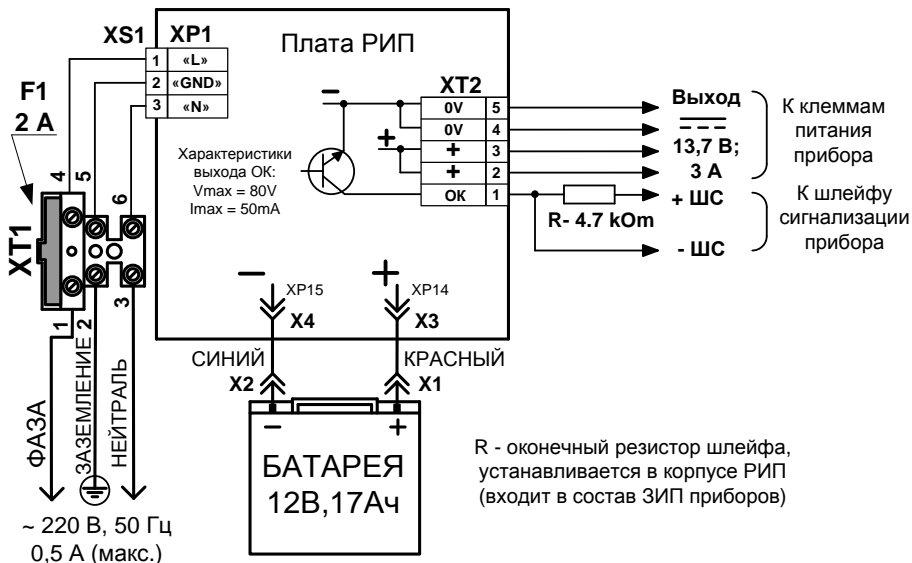 XS1 XP1
Плата РИП
1 «L»
2 «GND»
3 «N»
F1
2 А
4
5
6
XT1
1
2
3
ФАЗА
ЗАЗЕМЛЕНИЕ
НЕЙТРАЛЬ
~ 220 В, 50 Гц
0,5 А (макс.)
Характеристики
выхода ОК:
Vmax = 80V
Imax = 50mA
–
+
XT2
0V 5
0V 4
+ 3
+ 2
ОК 1
Выход
13,7 В;
3 А
К клеммам
питания
прибора
R- 4.7 kOm
+ ШС
- ШС
К шлейфу
сигнализации
прибора
– +
XP15 XP14
X4 X3
СИНИЙ КРАСНЫЙ
X2 X1
– +
БАТАРЕЯ
12В,17Ач
R - оконечный резистор шлейфа,
устанавливается в корпусе РИП
(входит в состав ЗИП приборов)